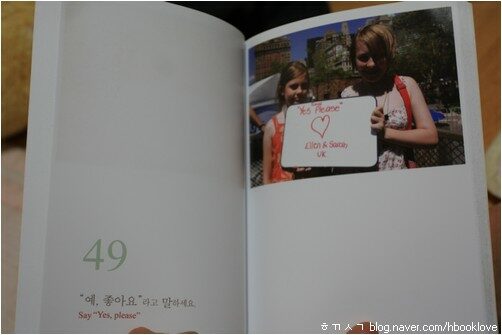 49
"예, 좋아요"라고 말하세요.
Say "Yes, please"
"Yes Please"
Ellen & Sarah
UK
ㅎㄲㅅㄱ blog.naver.com/hbooklove